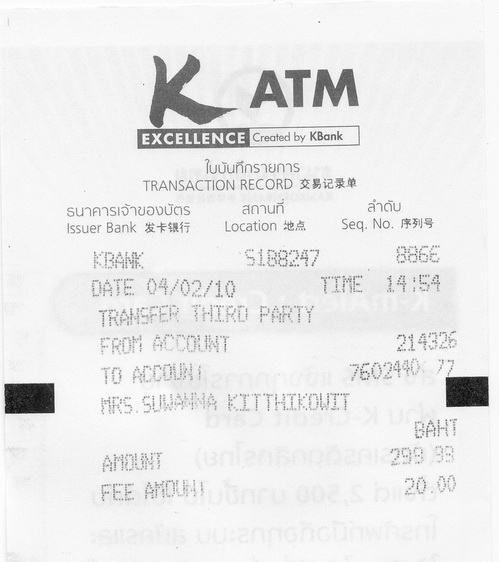 K ATM
EXCELLENCE Created by KBank
ใบบันทึกรายการ
TRANSACTION RECORD 交易记录单
ธนาคารเจ้าของบัตร สถานที่ ลำดับ
Issuer Bank 发卡银行 Location 地点 Seq. No. 序列号
KBANK S1B8247 8866
DATE 04/02/10 TIME 14:54
TRANSFER THIRD PARTY
FROM ACCOUNT 214326
TO ACCOUNT
MRS.SUWANNA KITTHIKOWIT
BAHT
AMOUNT 299.99
FEE AMOUNT 20.00